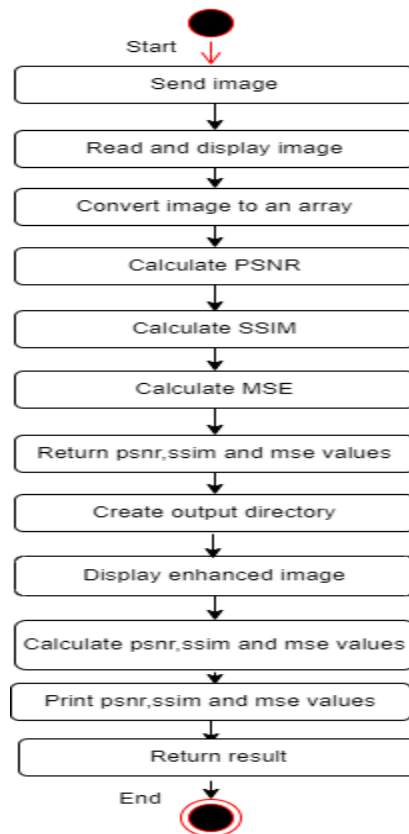 Start
Send image
Read and display image
Convert image to an array
Calculate PSNR
Calculate SSIM
Calculate MSE
Return psnr,ssim and mse values
Create output directory
Display enhanced image
Calculate psnr,ssim and mse values
Print psnr,ssim and mse values
Return result
End